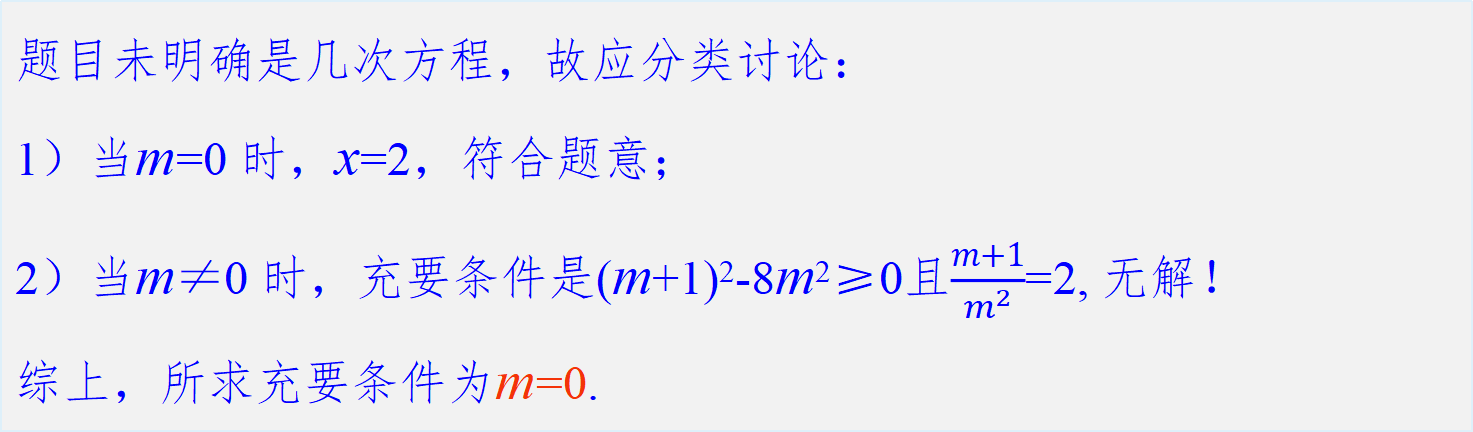 题目未明确是几次方程，故应分类讨论：
1）当m=0 时，x=2，符合题意；
2）当m≠0 时，充要条件是(m+1)²-8m²≥0且\frac{m+1}{m²}=2, 无解！
综上，所求充要条件为m=0.